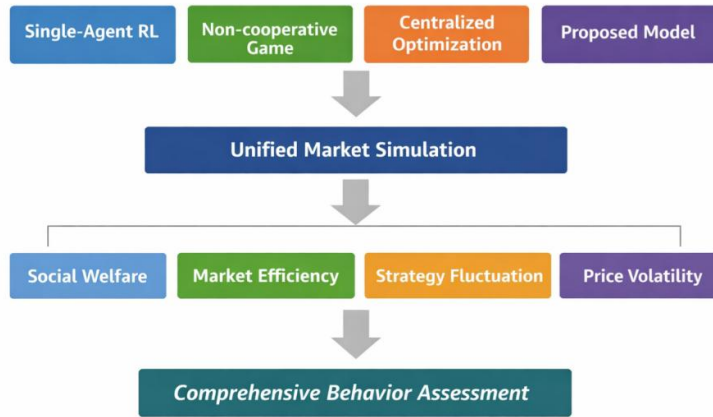 Single-Agent RL
Non-cooperative
Game
Centralized
Optimization
Proposed Model
Unified Market Simulation
Social Welfare
Market Efficiency
Strategy Fluctuation
Price Volatility
Comprehensive Behavior Assessment